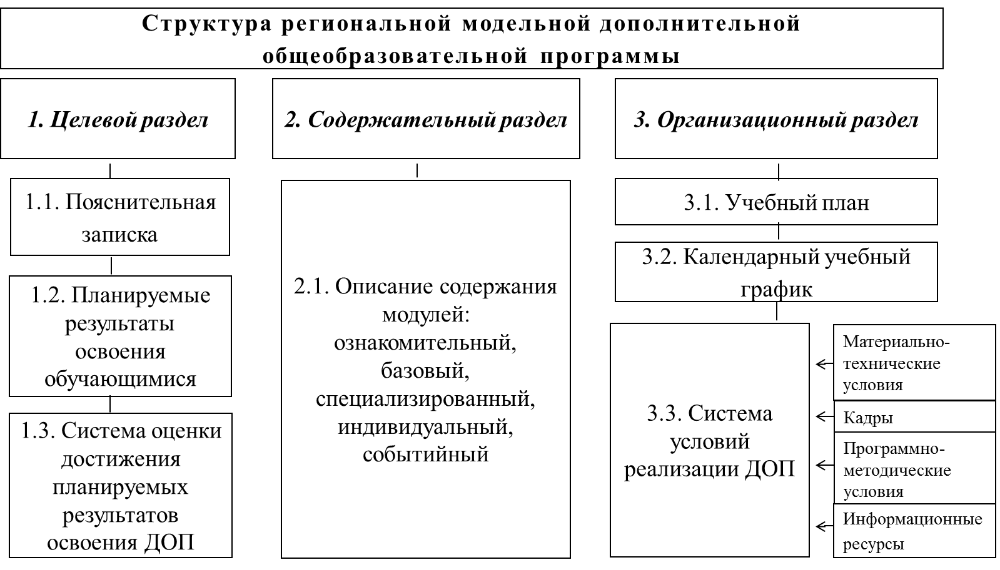 Структура региональной модельной дополнительной
общеобразовательной программы
1. Целевой раздел
1.1. Пояснительная
записка
1.2. Планируемые
результаты
освоения
обучающимися
1.3. Система оценки
достижения
планируемых
результатов
освоения ДОП
2. Содержательный раздел
2.1. Описание содержания
модулей:
ознакомительный,
базовый,
специализированный,
индивидуальный,
событийный
3. Организационный раздел
3.1. Учебный план
3.2. Календарный учебный
график
3.3. Система
условий
реализации ДОП
Материально-
технические
условия
Кадры
Программно-
методические
условия
Информационные
ресурсы